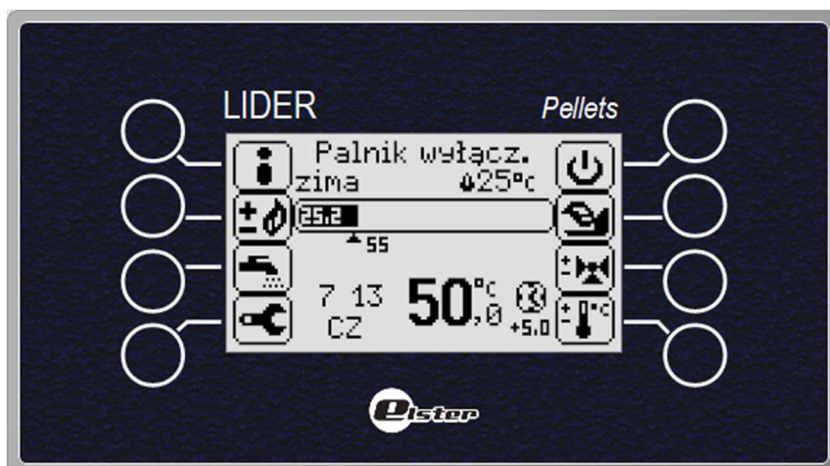 LIDER Pellets
Palnik wyłącz.
zima 25°C
25.2
55
7 13 50,0 °C
CZ +5.0
elster